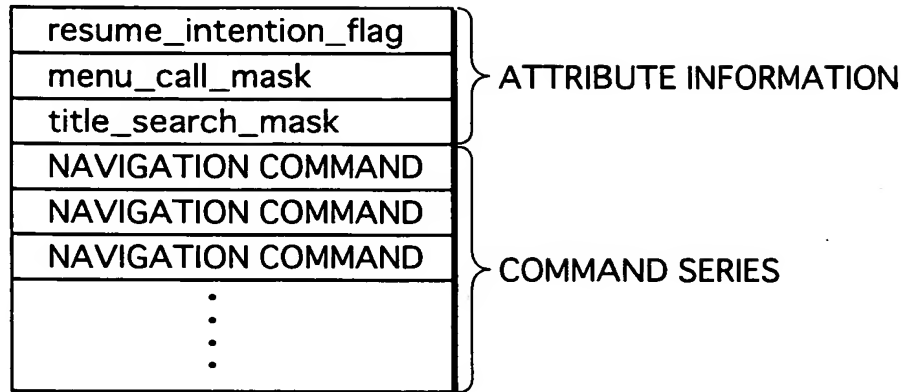 resume_intention_flag
menu_call_mask
title_search_mask
ATTRIBUTE INFORMATION
NAVIGATION COMMAND
NAVIGATION COMMAND
NAVIGATION COMMAND
COMMAND SERIES